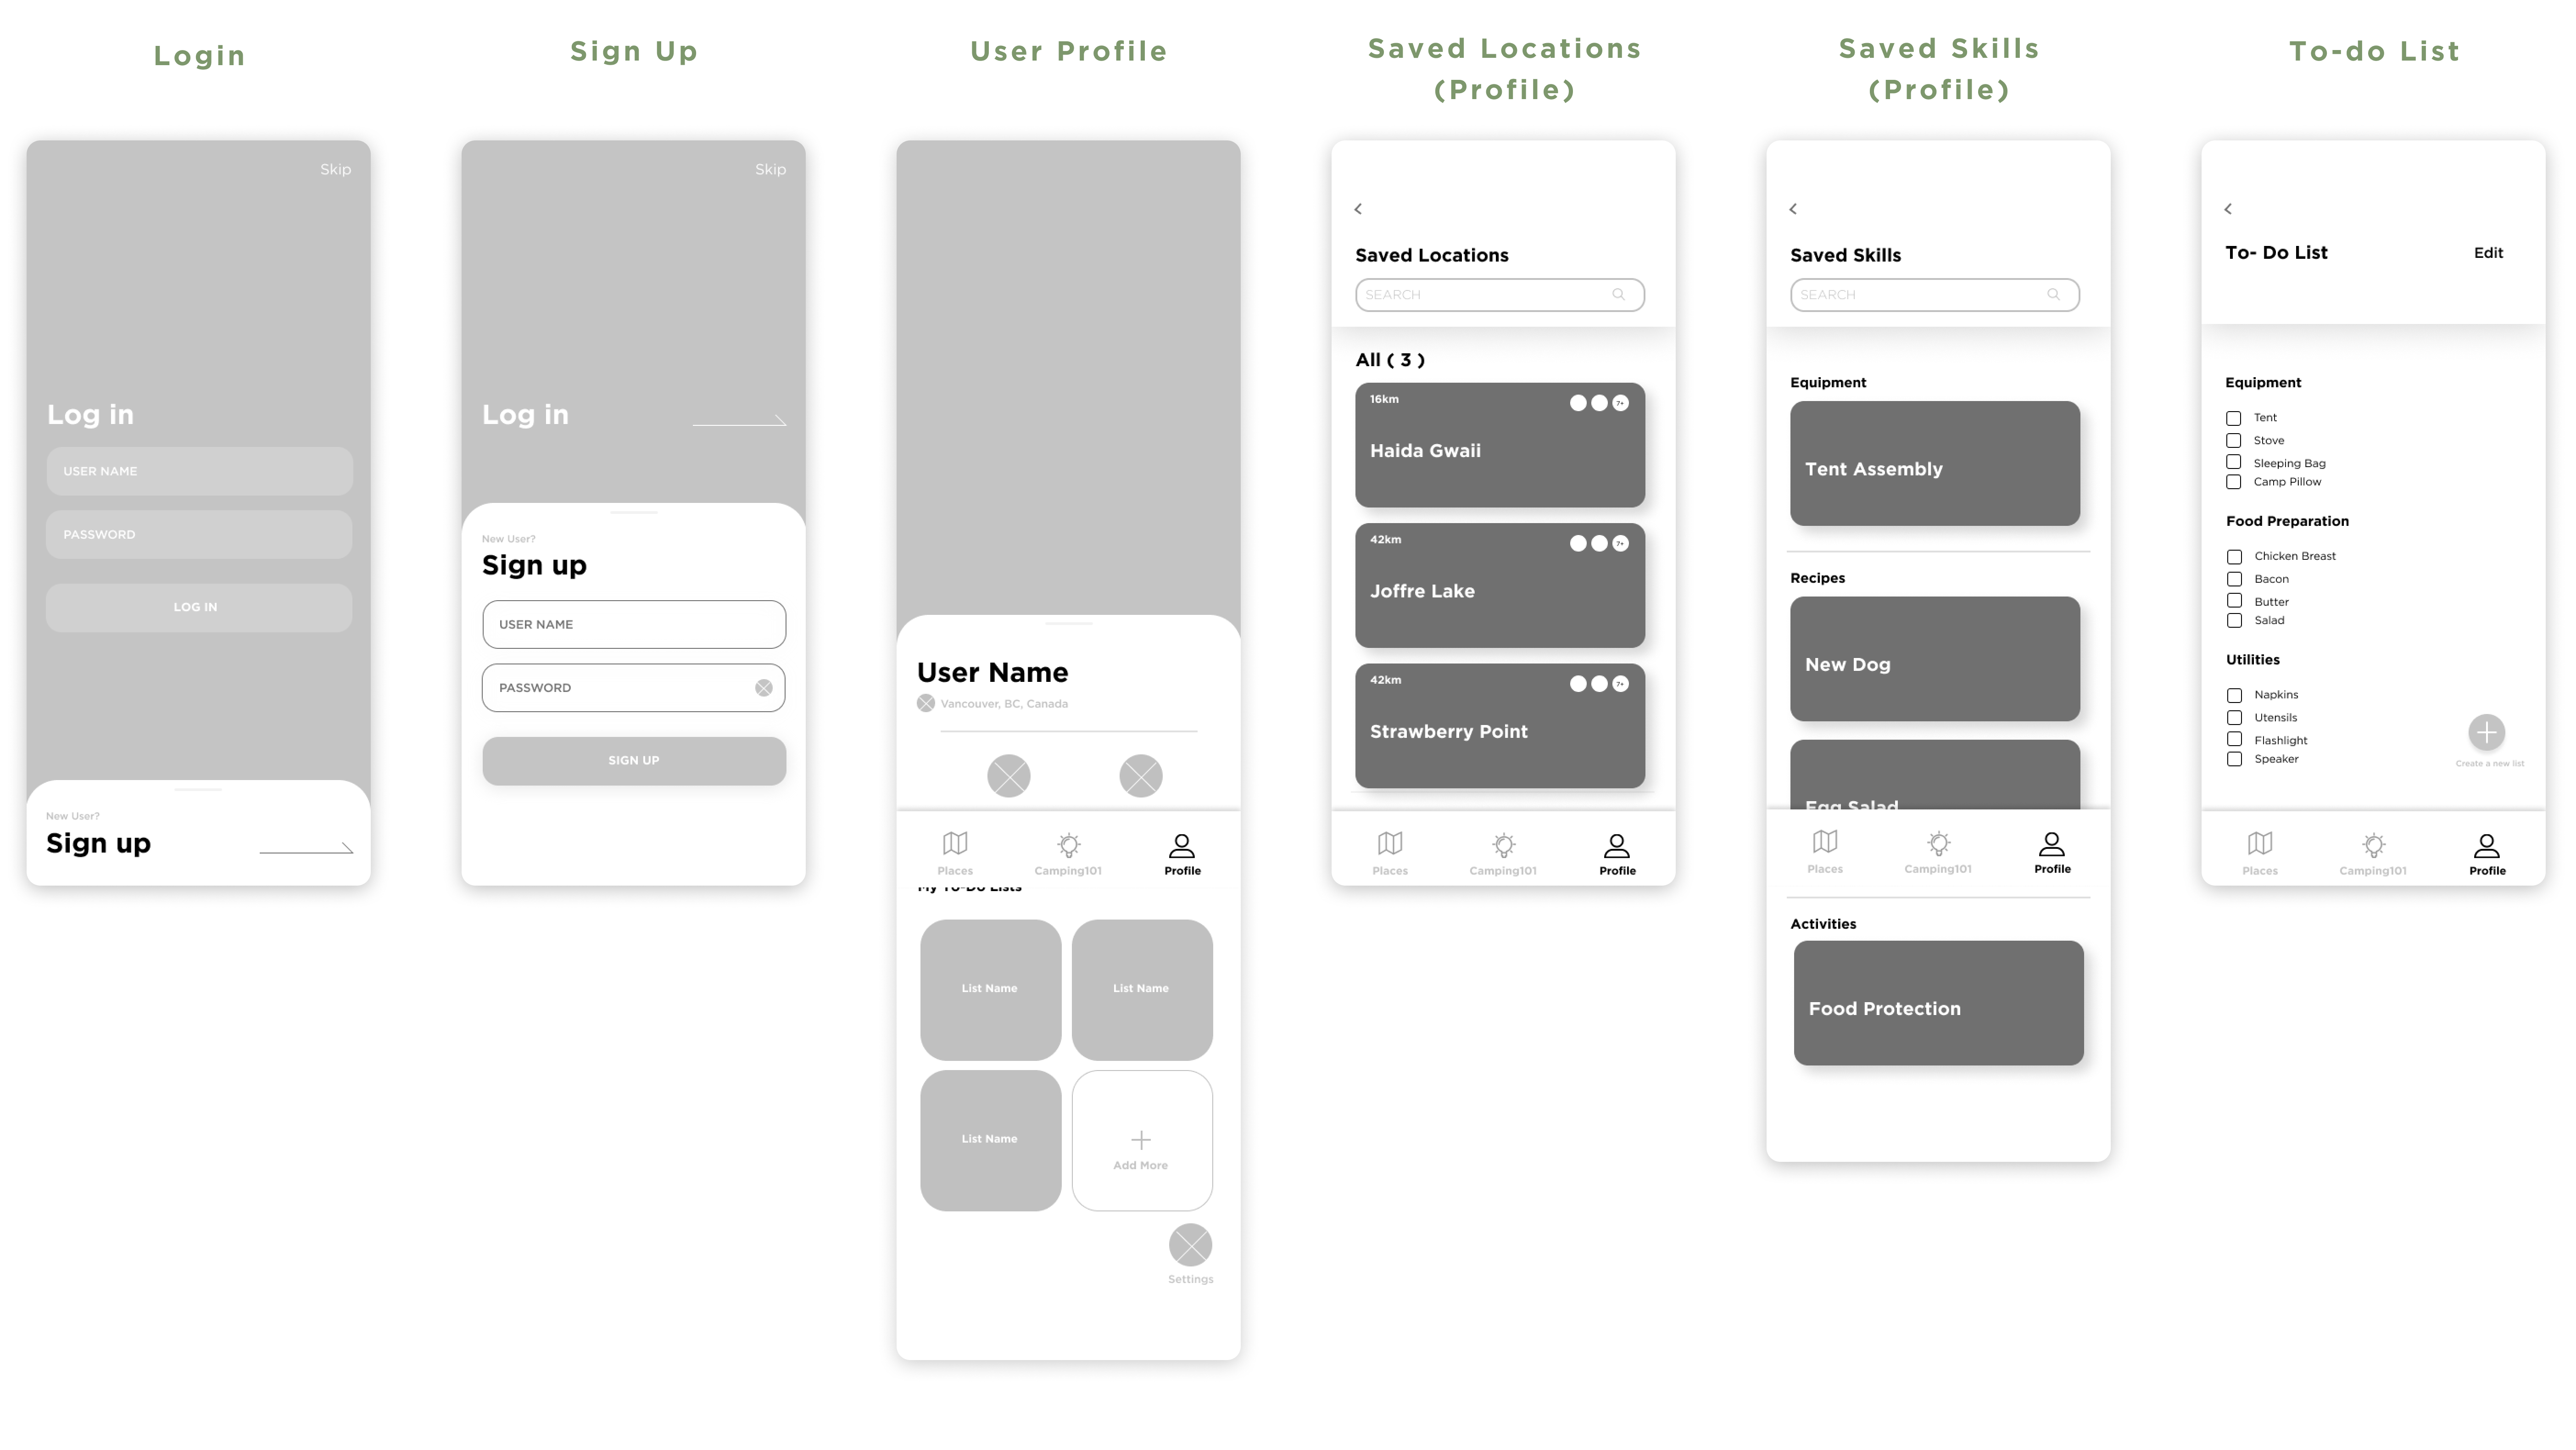 Login
Skip
Log in
USER NAME
PASSWORD
LOG IN
New User?
Sign up
Sign Up
Skip
Log in
New User?
Sign up
USER NAME
PASSWORD
SIGN UP
User Profile
User Name
Vancouver, BC, Canada
Places
Camping101
Profile
My To-Do Lists
List Name
List Name
List Name
Add More
Settings
Saved Locations
(Profile)
Saved Locations
SEARCH
All ( 3 )
16km
7+
Haida Gwaii
42km
7+
Joffre Lake
42km
7+
Strawberry Point
Places
Camping101
Profile
Saved Skills
(Profile)
Saved Skills
SEARCH
Equipment
Tent Assembly
Recipes
New Dog
Egg Salad
Places
Camping101
Profile
Activities
Food Protection
To-do List
To- Do List
Edit
Equipment
Tent
Stove
Sleeping Bag
Camp Pillow
Food Preparation
Chicken Breast
Bacon
Butter
Salad
Utilities
Napkins
Utensils
Flashlight
Speaker
Create a new list
Places
Camping101
Profile